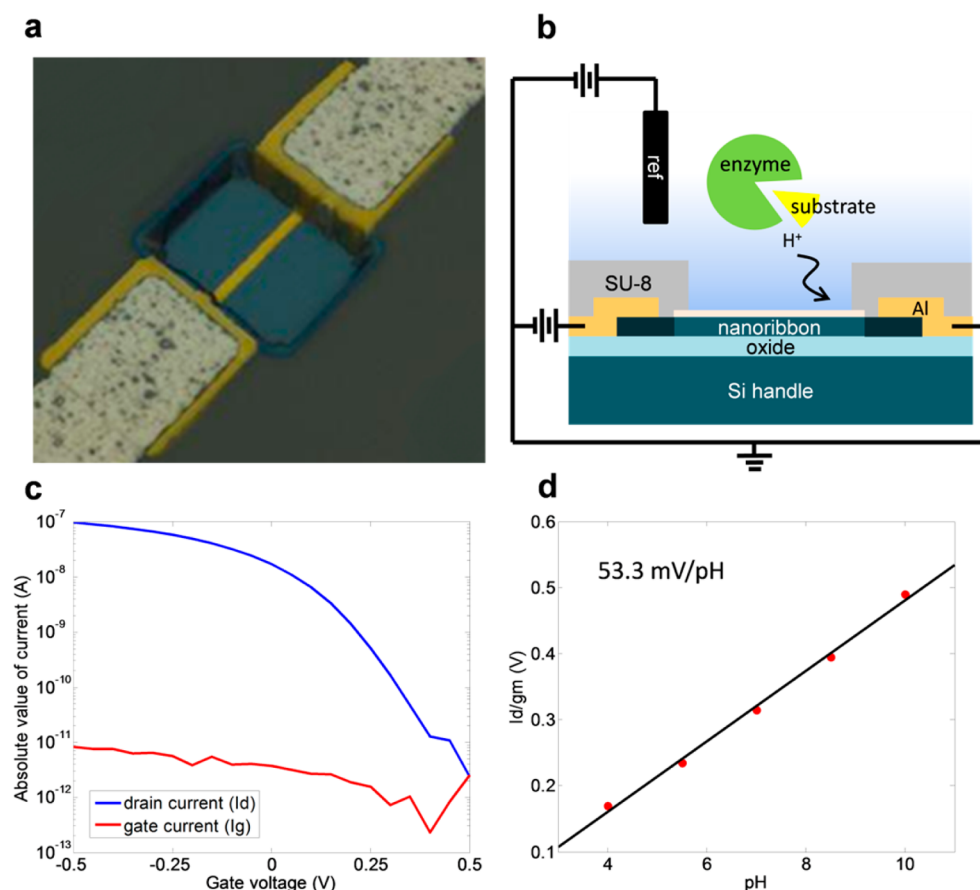 a
b
ref
enzyme
substrate
H⁺
SU-8
Al
nanoribbon
oxide
Si handle
c
10⁻⁷
10⁻⁸
10⁻⁹
10⁻¹⁰
10⁻¹¹
10⁻¹²
10⁻¹³
Absolute value of current (A)
drain current (Id)
gate current (Ig)
-0.5 -0.25 0 0.25 0.5
Gate voltage (V)
d
0.6
53.3 mV/pH
0.5
0.4
0.3
0.2
0.1
Id/gm (V)
4 6 8 10
pH